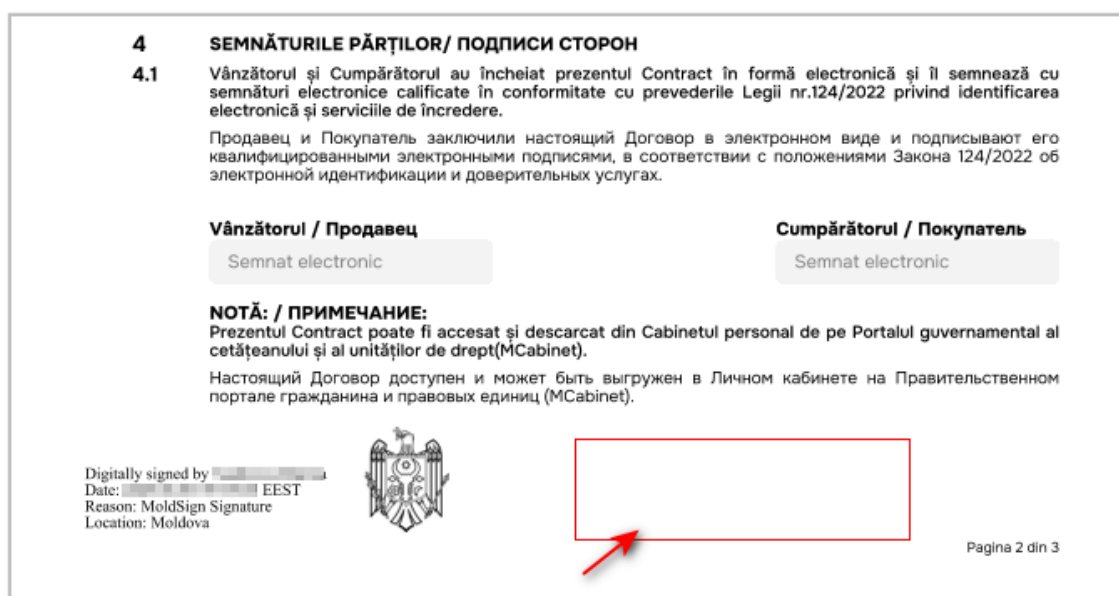 4 SEMNĂTURILE PĂRȚILOR/ ПОДПИСИ СТОРОН
4.1 Vânzătorul și Cumpărătorul au încheiat prezentul Contract în formă electronică și îl semnează cu
semnături electronice calificate în conformitate cu prevederile Legii nr.124/2022 privind identificarea
electronică și serviciile de încredere.
Продавец и Покупатель заключили настоящий Договор в электронном виде и подписывают его
квалифицированными электронными подписями, в соответствии с положениями Закона 124/2022 об
электронной идентификации и доверительных услугах.
Vânzătorul / Продавец
Semnat electronic
Cumpărătorul / Покупатель
Semnat electronic
NOTĂ: / ПРИМЕЧАНИЕ:
Prezentul Contract poate fi accesat și descarcat din Cabinetul personal de pe Portalul guvernamental al
cetățeanului și al unităților de drept(MCabinet).
Настоящий Договор доступен и может быть выгружен в Личном кабинете на Правительственном
портале гражданина и правовых единиц (MCabinet).
Digitally signed by
Date: EEST
Reason: MoldSign Signature
Location: Moldova
Pagina 2 din 3